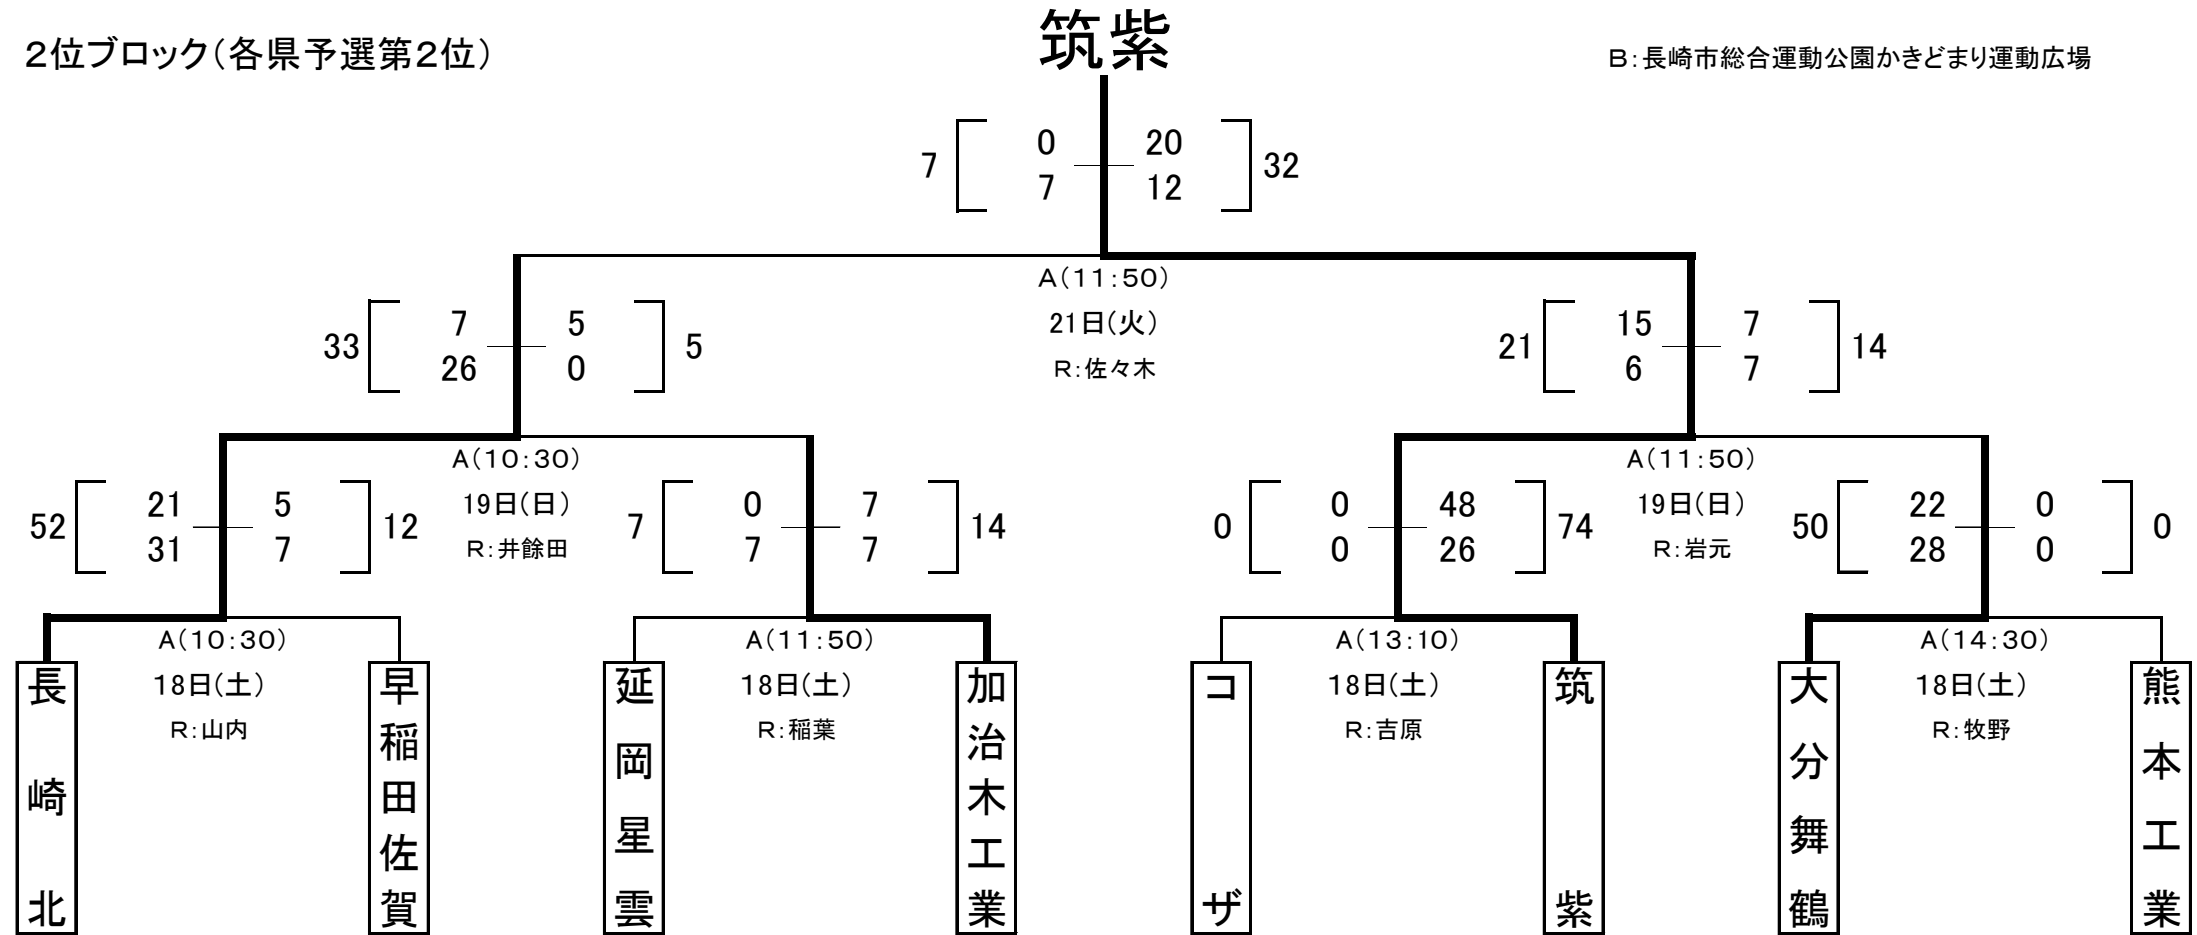 筑紫
2位ブロック(各県予選第2位)
B:長崎市総合運動公園かきどまり運動広場
0 20
7 32
7 12
A(11:50)
21日(火)
R:佐々木
7 5
33 5
26 0
15 7
21 14
6 7
A(10:30)
19日(日)
R:井餘田
A(11:50)
19日(日)
R:岩元
21 5
52 12
31 7
0 7
7 14
7 7
0 48
0 74
0 26
22 0
50 0
28 0
A(10:30)
18日(土)
R:山内
A(11:50)
18日(土)
R:稲葉
A(13:10)
18日(土)
R:吉原
A(14:30)
18日(土)
R:牧野
長崎北
早稲田佐賀
延岡星雲
加治木工業
コザ
筑紫
大分舞鶴
熊本工業